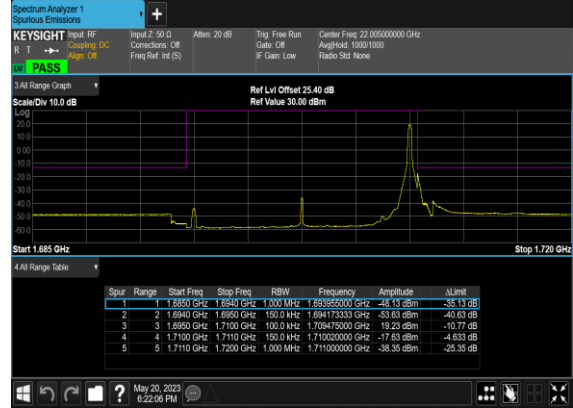 Spectrum Analyzer 1
Spurious Emissions
KEYSIGHT Input: RF Input Z: 50 Ω Atten: 20 dB Trig: Free Run Center Freq: 22.005000000 GHz
R T Coupling: DC Corrections: Off Gate: Off Avg|Hold: 1000/1000
Align: Off Freq Ref: Int (S) IF Gain: Low Radio Std: None
PASS
3 All Range Graph Ref Lvl Offset 25.40 dB
Scale/Div 10.0 dB Ref Value 30.00 dBm
Log
20.0
10.0
0.00
-10.0
-20.0
-30.0
-40.0
-50.0
-60.0
Start 1.685 GHz Stop 1.720 GHz
4 All Range Table
Spur Range Start Freq Stop Freq RBW Frequency Amplitude ΔLimit
1 1 1.6850 GHz 1.6940 GHz 1.000 MHz 1.693955000 GHz -48.13 dBm -35.13 dB
2 2 1.6940 GHz 1.6950 GHz 150.0 kHz 1.694173333 GHz -53.63 dBm -40.63 dB
3 3 1.6950 GHz 1.7100 GHz 100.0 kHz 1.709475000 GHz 19.23 dBm -10.77 dB
4 4 1.7100 GHz 1.7110 GHz 150.0 kHz 1.710020000 GHz -17.63 dBm -4.633 dB
5 5 1.7110 GHz 1.7200 GHz 1.000 MHz 1.711000000 GHz -38.35 dBm -25.35 dB
? May 20, 2023
6:22:06 PM